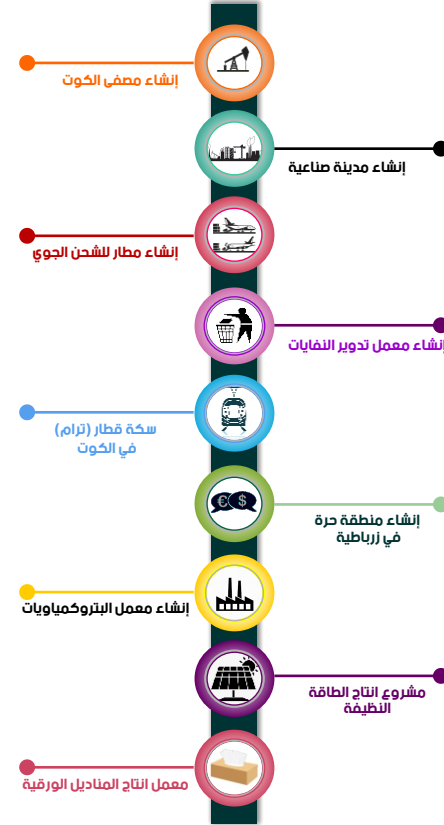 إنشاء مصفى الكوت
إنشاء مدينة صناعية
إنشاء مطار للشحن الجوي
إنشاء معمل تدوير النفايات
سكة قطار (ترام)
في الكوت
€ $
إنشاء منطقة حرة
في زرباطية
إنشاء معمل البتروكمياويات
مشروع انتاج الطاقة
النظيفة
معمل انتاج المناديل الورقية